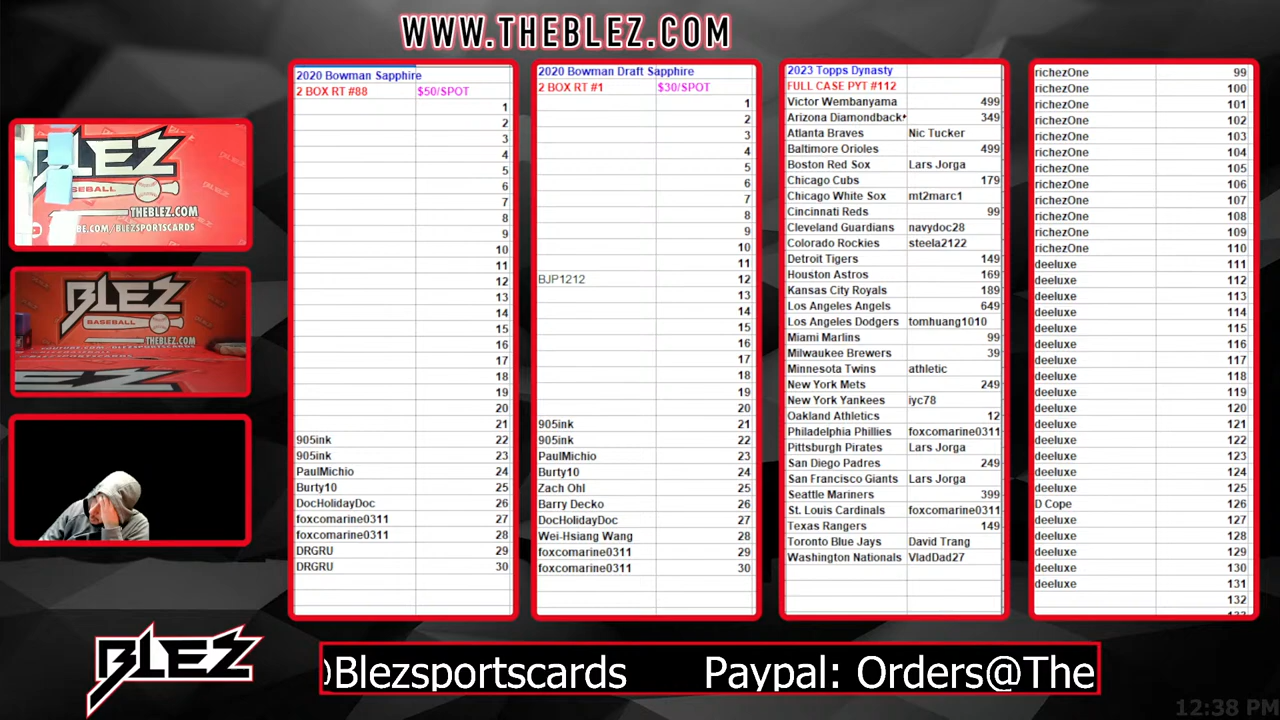 WWW.THEBLEZ.COM
BLEZ
BASEBALL
THEBLEZ.COM
BE.COM/BLEZSPORTSCARDS
BLEZ
BASEBALL
THEBLEZ.COM
2020 Bowman Sapphire
2 BOX RT #88 $50/SPOT
1
2
3
4
5
6
7
8
9
10
11
12
13
14
15
16
17
18
19
20
21
905ink 22
905ink 23
PaulMichio 24
Burty10 25
DocHolidayDoc 26
foxcomarine0311 27
foxcomarine0311 28
DRGRU 29
DRGRU 30
2020 Bowman Draft Sapphire
2 BOX RT #1 $30/SPOT
1
2
3
4
5
6
7
8
9
10
11
BJP1212 12
13
14
15
16
17
18
19
20
905ink 21
905ink 22
PaulMichio 23
Burty10 24
Zach Ohl 25
Barry Decko 26
DocHolidayDoc 27
Wei-Hsiang Wang 28
foxcomarine0311 29
foxcomarine0311 30
2023 Topps Dynasty
FULL CASE PYT #112
Victor Wembanyama 499
Arizona Diamondback 349
Atlanta Braves Nic Tucker
Baltimore Orioles 499
Boston Red Sox Lars Jorga
Chicago Cubs 179
Chicago White Sox mt2marc1
Cincinnati Reds 99
Cleveland Guardians navydoc28
Colorado Rockies steela2122
Detroit Tigers 149
Houston Astros 169
Kansas City Royals 189
Los Angeles Angels 649
Los Angeles Dodgers tomhuang1010
Miami Marlins 99
Milwaukee Brewers 39
Minnesota Twins athletic
New York Mets 249
New York Yankees iyc78
Oakland Athletics 12
Philadelphia Phillies foxcomarine0311
Pittsburgh Pirates Lars Jorga
San Diego Padres 249
San Francisco Giants Lars Jorga
Seattle Mariners 399
St. Louis Cardinals foxcomarine0311
Texas Rangers 149
Toronto Blue Jays David Trang
Washington Nationals VladDad27
richezOne 99
richezOne 100
richezOne 101
richezOne 102
richezOne 103
richezOne 104
richezOne 105
richezOne 106
richezOne 107
richezOne 108
richezOne 109
richezOne 110
deeluxe 111
deeluxe 112
deeluxe 113
deeluxe 114
deeluxe 115
deeluxe 116
deeluxe 117
deeluxe 118
deeluxe 119
deeluxe 120
deeluxe 121
deeluxe 122
deeluxe 123
deeluxe 124
deeluxe 125
D Cope 126
deeluxe 127
deeluxe 128
deeluxe 129
deeluxe 130
deeluxe 131
132
BLEZ
@Blezsportscards Paypal: Orders@The
12:38 PM